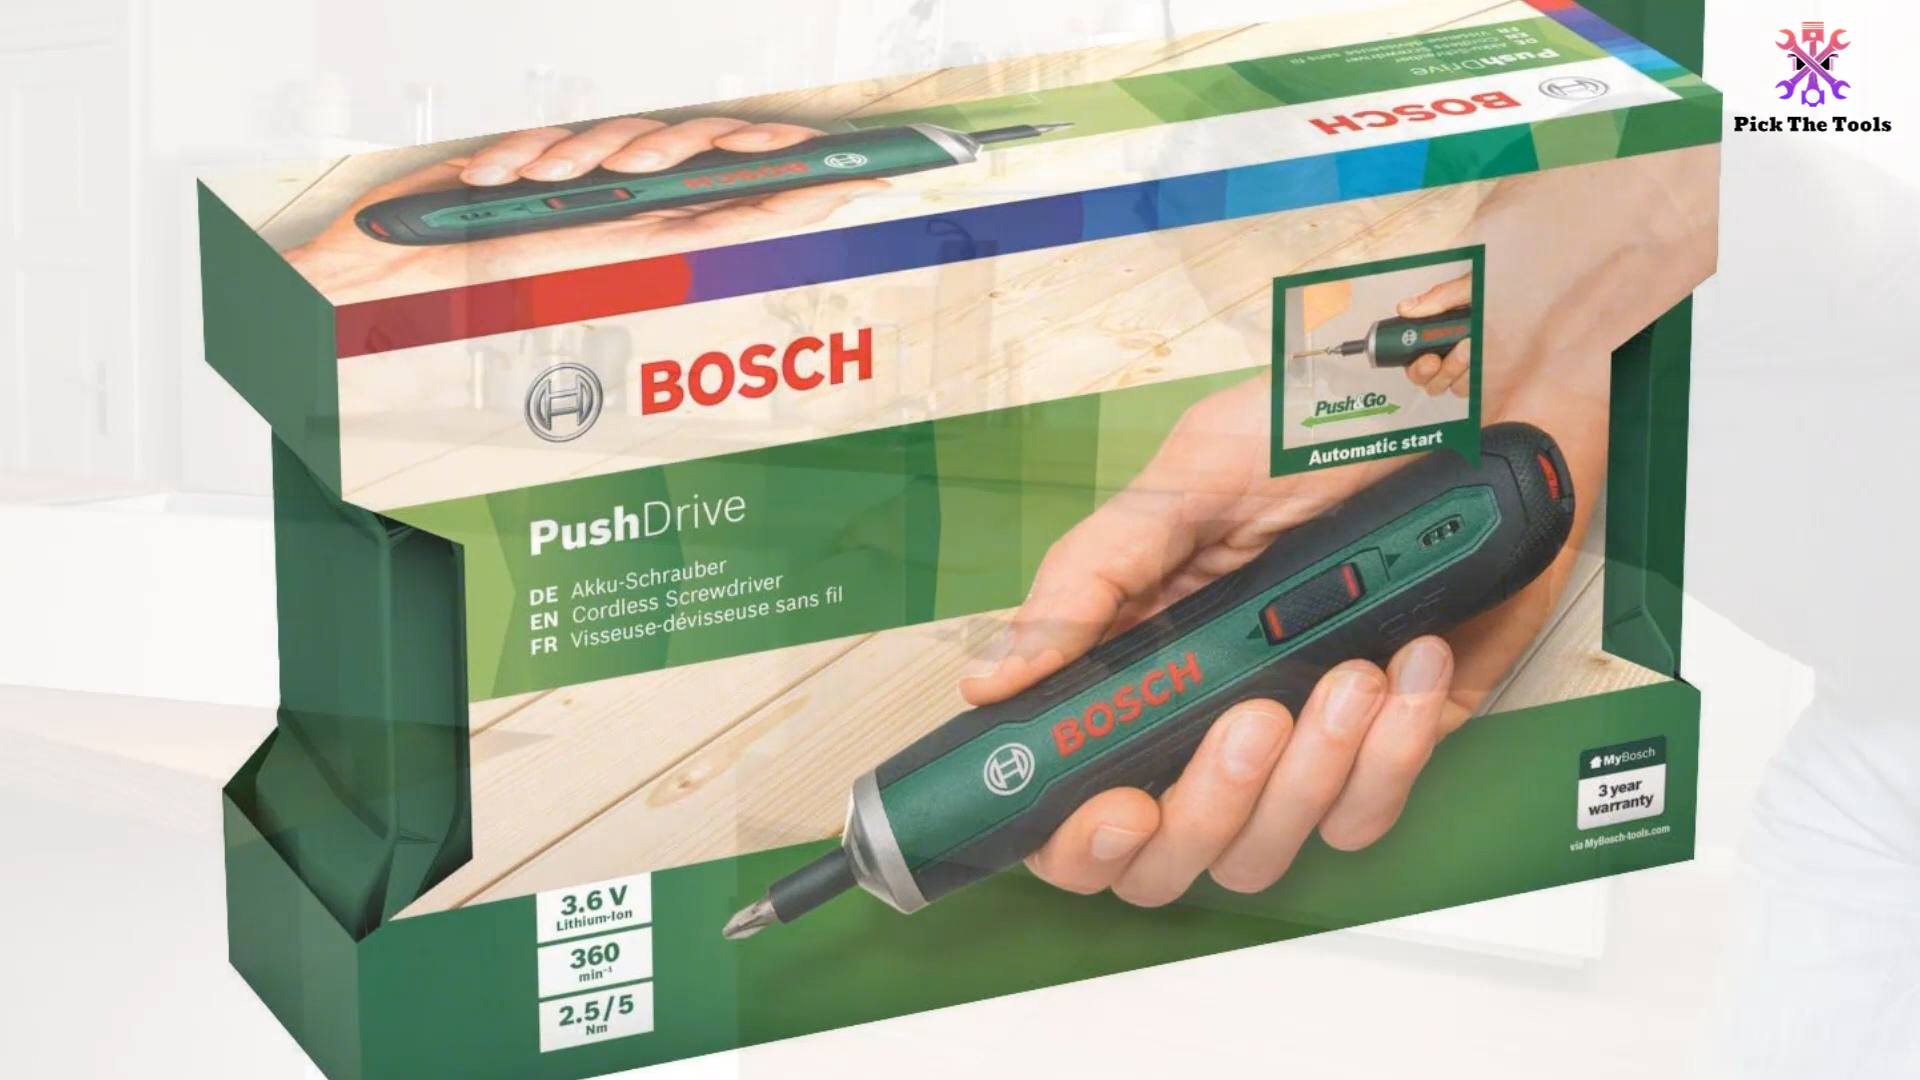 Pick The Tools
PushDrive
BOSCH
BOSCH
BOSCH
Push&Go
Automatic start
PushDrive
DE Akku-Schrauber
EN Cordless Screwdriver
FR Visseuse-dévisseuse sans fil
BOSCH
MyBosch
3 year
warranty
via MyBosch-tools.com
3.6 V
Lithium-Ion
360
min⁻¹
2.5/5
Nm